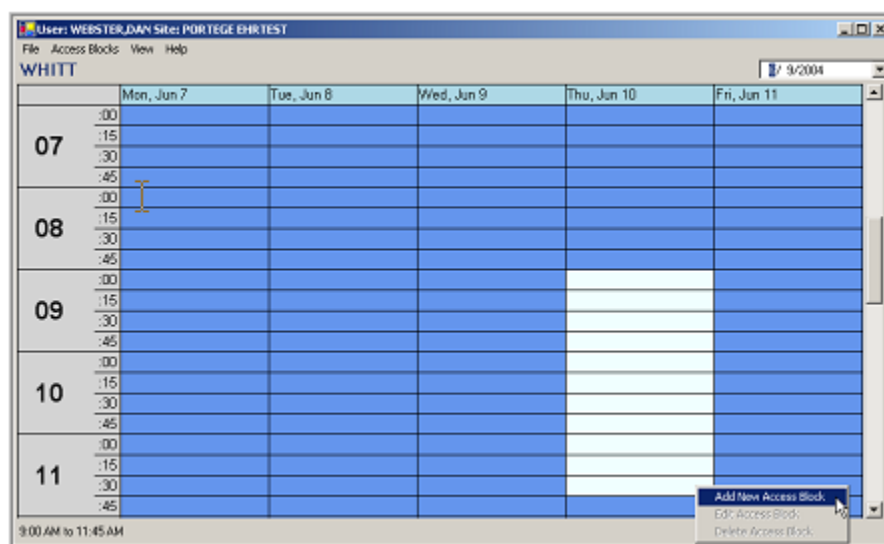 User: WEBSTER,DAN Site: PORTEGE EHRTEST
File Access Blocks View Help
WHITT
/ 9/2004
Mon, Jun 7 Tue, Jun 8 Wed, Jun 9 Thu, Jun 10 Fri, Jun 11
:00
07 :15
:30
:45
:00
08 :15
:30
:45
:00
09 :15
:30
:45
:00
10 :15
:30
:45
:00
11 :15
:30
:45
Add New Access Block
Edit Access Block
Delete Access Block
9:00 AM to 11:45 AM